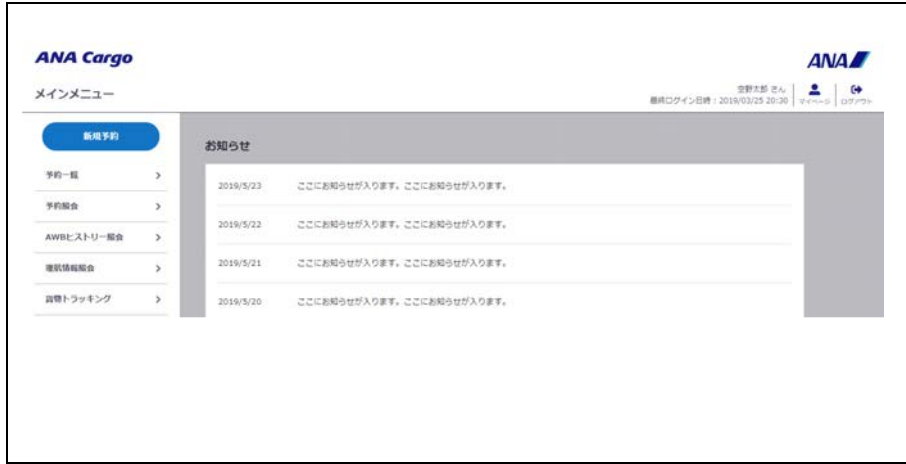 ANA Cargo
ANA
メインメニュー
空野太郎 さん
最終ログイン日時：2019/03/25 20:30
マイページ
ログアウト
新規予約
お知らせ
予約一覧
2019/5/23 ここにお知らせが入ります。ここにお知らせが入ります。
予約照会
2019/5/22 ここにお知らせが入ります。ここにお知らせが入ります。
AWBヒストリー照会
2019/5/21 ここにお知らせが入ります。ここにお知らせが入ります。
運航情報照会
貨物トラッキング
2019/5/20 ここにお知らせが入ります。ここにお知らせが入ります。